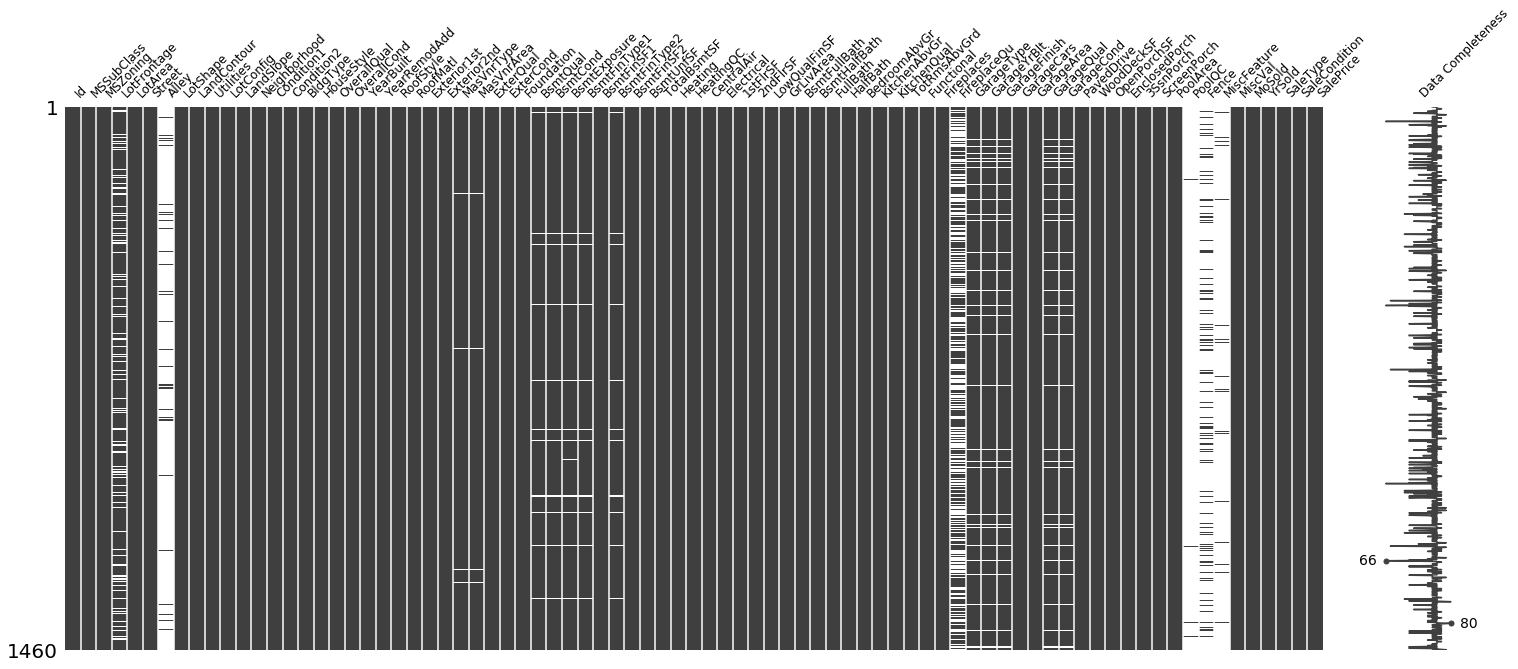 Id
MSSubClass
MSZoning
LotFrontage
LotArea
Street
Alley
LotShape
LandContour
Utilities
LotConfig
LandSlope
Neighborhood
Condition1
Condition2
BldgType
HouseStyle
OverallQual
OverallCond
YearBuilt
YearRemodAdd
RoofStyle
RoofMatl
Exterior1st
Exterior2nd
MasVnrType
MasVnrArea
ExterQual
ExterCond
Foundation
BsmtQual
BsmtCond
BsmtExposure
BsmtFinType1
BsmtFinSF1
BsmtFinType2
BsmtFinSF2
BsmtUnfSF
TotalBsmtSF
Heating
HeatingQC
CentralAir
Electrical
1stFlrSF
2ndFlrSF
LowQualFinSF
GrLivArea
BsmtFullBath
BsmtHalfBath
FullBath
HalfBath
BedroomAbvGr
KitchenAbvGr
KitchenQual
TotRmsAbvGrd
Functional
Fireplaces
FireplaceQu
GarageType
GarageYrBlt
GarageFinish
GarageCars
GarageArea
GarageQual
GarageCond
PavedDrive
WoodDeckSF
OpenPorchSF
EnclosedPorch
3SsnPorch
ScreenPorch
PoolArea
PoolQC
Fence
MiscFeature
MiscVal
MoSold
YrSold
SaleType
SaleCondition
SalePrice
Data Completeness
1
66
80
1460